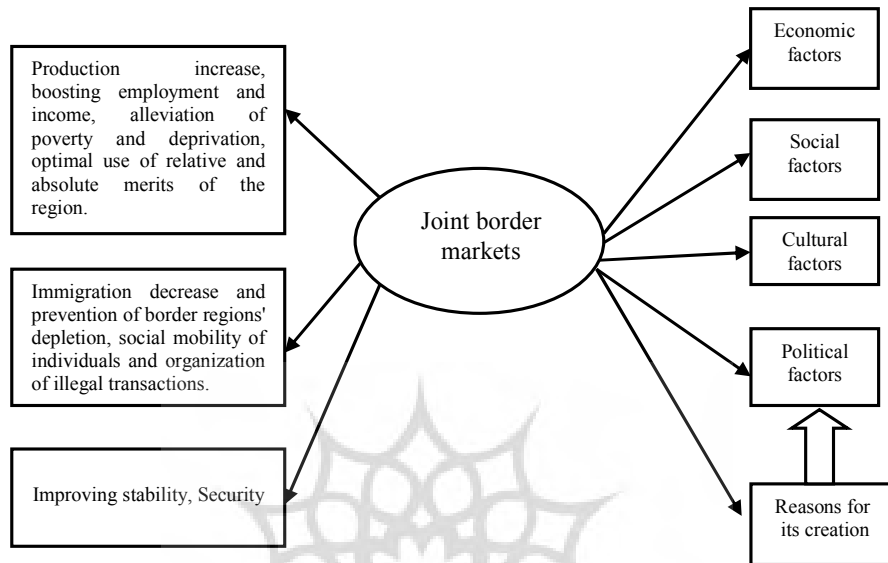 Production increase,
boosting employment and
income, alleviation of
poverty and deprivation,
optimal use of relative and
absolute merits of the
region.
Immigration decrease and
prevention of border regions'
depletion, social mobility of
individuals and organization
of illegal transactions.
Improving stability, Security
Joint border
markets
Economic
factors
Social
factors
Cultural
factors
Political
factors
Reasons for
its creation